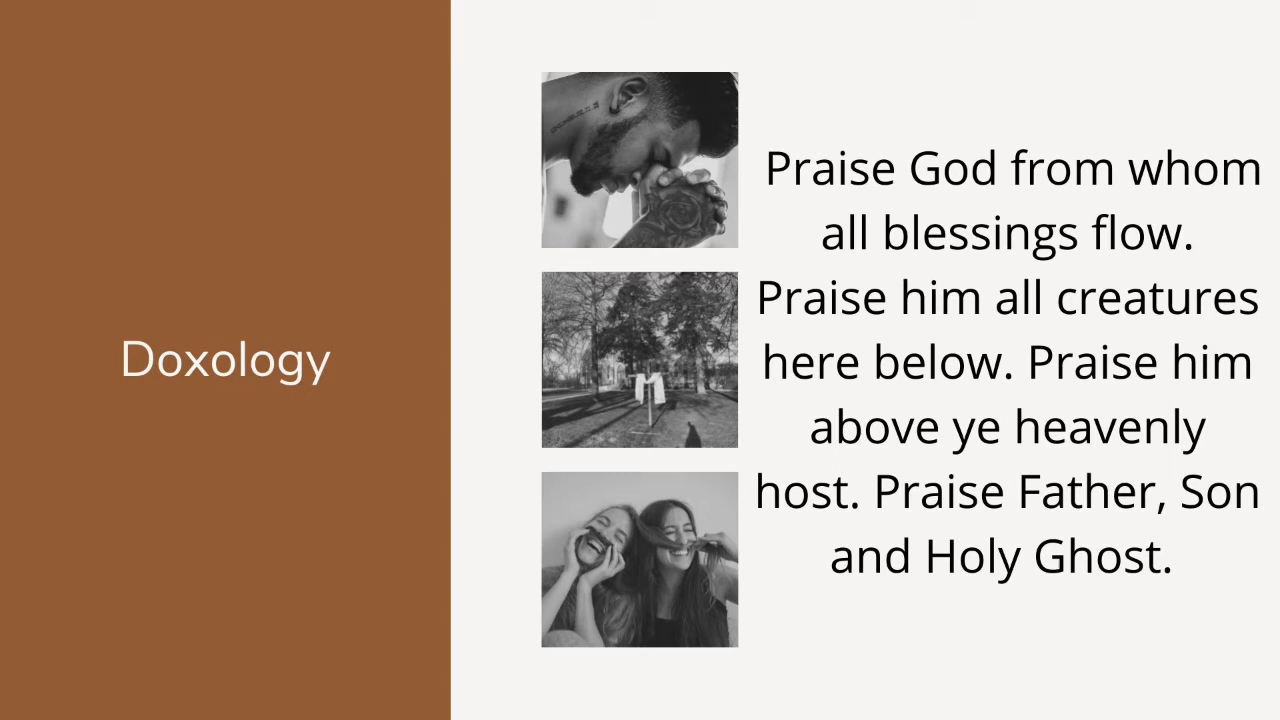 Doxology
Praise God from whom
all blessings flow.
Praise him all creatures
here below. Praise him
above ye heavenly
host. Praise Father, Son
and Holy Ghost.